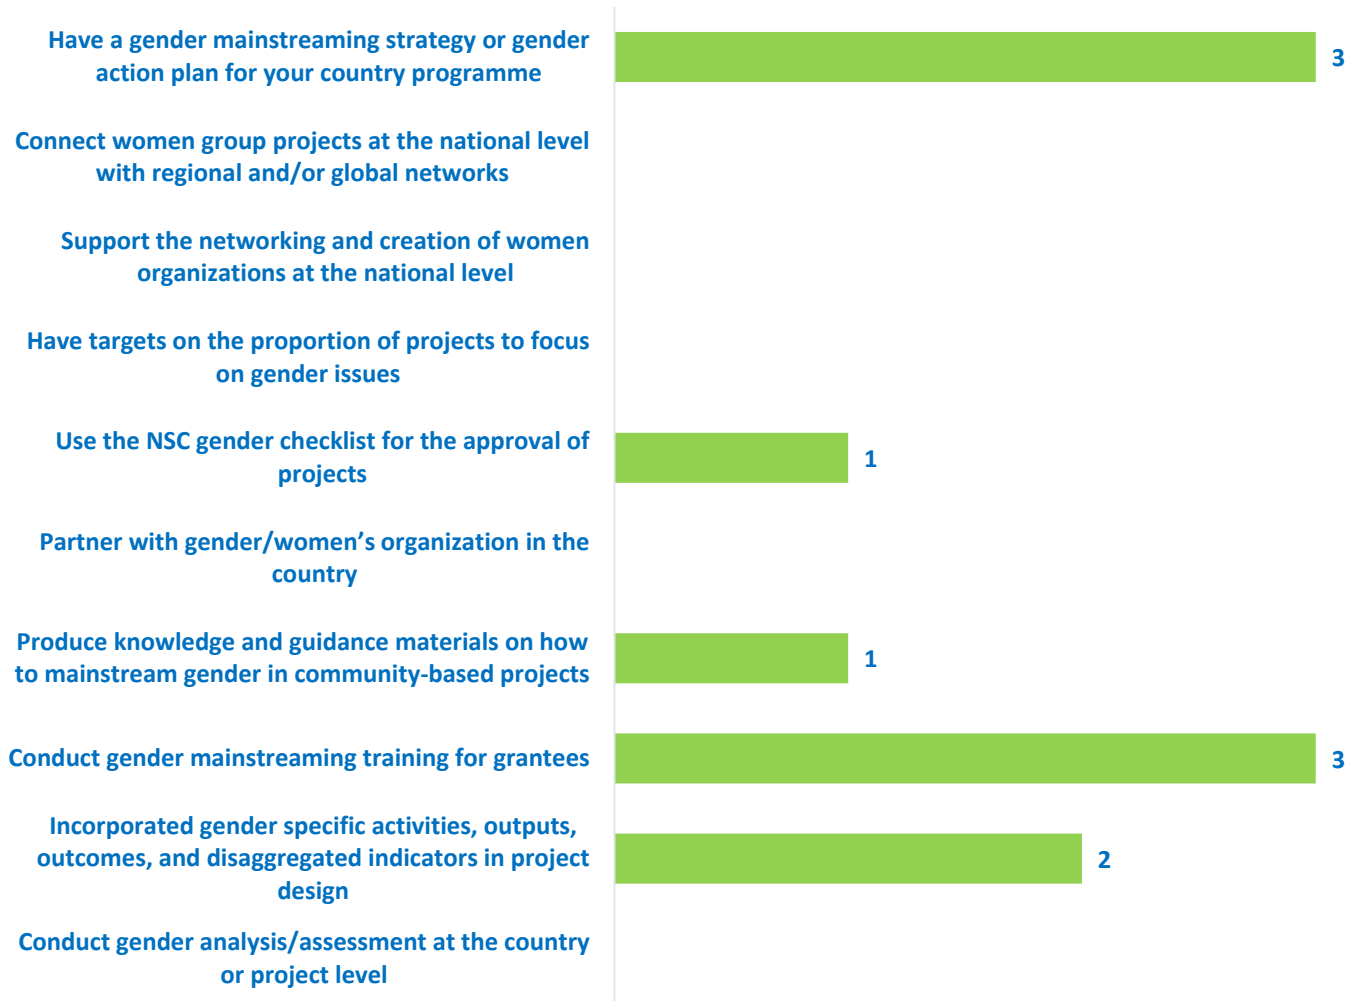 Have a gender mainstreaming strategy or gender
action plan for your country programme
3
Connect women group projects at the national level
with regional and/or global networks
Support the networking and creation of women
organizations at the national level
Have targets on the proportion of projects to focus
on gender issues
Use the NSC gender checklist for the approval of
projects
1
Partner with gender/women’s organization in the
country
Produce knowledge and guidance materials on how
to mainstream gender in community-based projects
1
Conduct gender mainstreaming training for grantees
3
Incorporated gender specific activities, outputs,
outcomes, and disaggregated indicators in project
design
2
Conduct gender analysis/assessment at the country
or project level